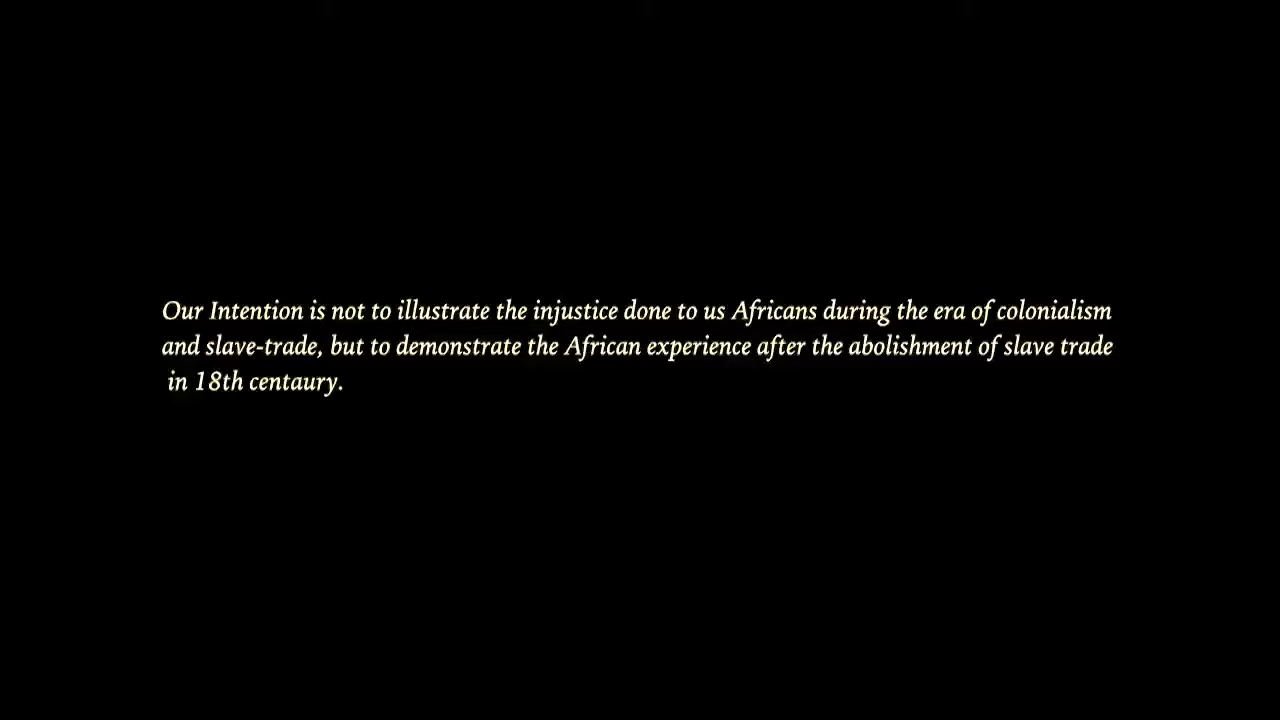 Our Intention is not to illustrate the injustice done to us Africans during the era of colonialism
and slave-trade, but to demonstrate the African experience after the abolishment of slave trade
in 18th centaury.